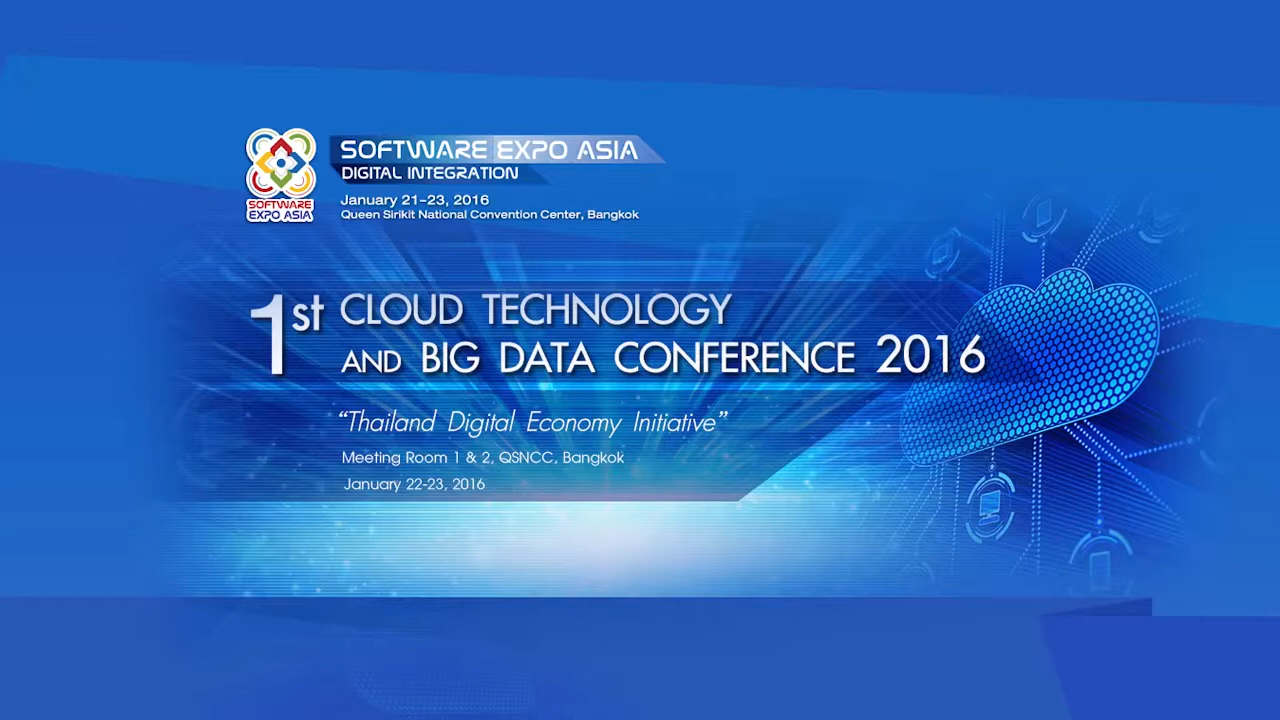 SOFTWARE EXPO ASIA
DIGITAL INTEGRATION
SOFTWARE
EXPO ASIA
January 21-23, 2016
Queen Sirikit National Convention Center, Bangkok
1st CLOUD TECHNOLOGY
AND BIG DATA CONFERENCE 2016
“Thailand Digital Economy Initiative”
Meeting Room 1 & 2, QSNCC, Bangkok
January 22-23, 2016